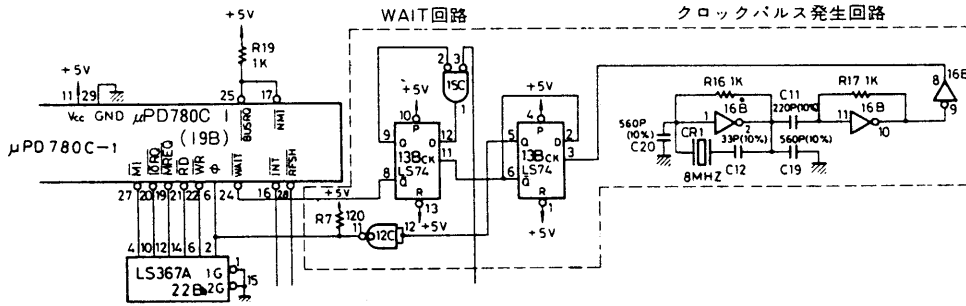 WAIT回路
クロックパルス発生回路
+5V
R19
1K
+5V
11 29
25 17
Vcc GND μPD780C-1
(19B)
BUSRQ
NMI
μPD780C-1
M1 IORQ MREQ RD WR Φ WAIT INT RFSH
27 20 19 21 22 6 24 16 28
+5V
R7 120
4 10 12 14 6 2
LS367A 1G 1
22B 2G 15
2 3
15C
1
+5V
10
P
9 Q D 12
13B CK 11
LS74
8 Q
R
13
+5V
11 12C 12
+5V
4
P
5 Q D 2
13B CK 3
LS74
6 Q
R
1
+5V
R16 1K
16B
1 2
C11
220P(10%)
R17 1K
16B
11 10
8 16B
9
560P
(10%)
C20
CR1
8MHZ
33P(10%)
C12
560P(10%)
C19